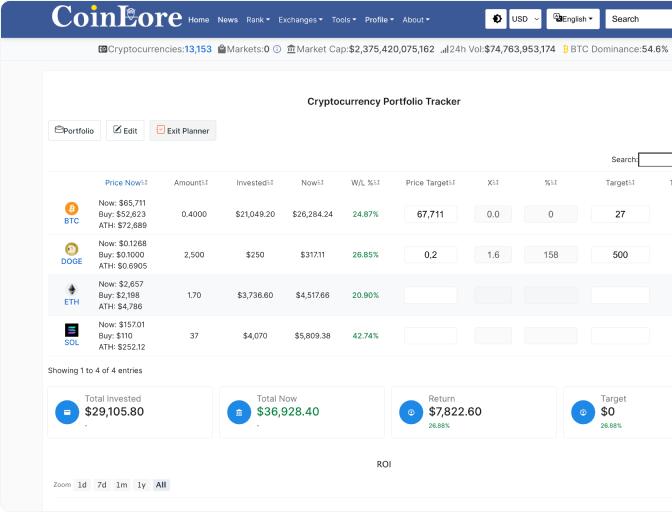 CoinLore Home News Rank Exchanges Tools Profile About USD English Search
Cryptocurrencies:13,153 Markets:0 Market Cap:$2,375,420,075,162 24h Vol:$74,763,953,174 BTC Dominance:54.6%
Cryptocurrency Portfolio Tracker
Portfolio Edit Exit Planner
Search:
Price Now Amount Invested Now W/L % Price Target X %  Target
BTC
Now: $65,711
Buy: $52,623
ATH: $72,689
0.4000 $21,049.20 $26,284.24 24.87% 67,711 0.0 0 27
DOGE
Now: $0.1268
Buy: $0.1000
ATH: $0.6905
2,500 $250 $317.11 26.85% 0,2 1.6 158 500
ETH
Now: $2,657
Buy: $2,198
ATH: $4,786
1.70 $3,736.60 $4,517.66 20.90%
SOL
Now: $157.01
Buy: $110
ATH: $252.12
37 $4,070 $5,809.38 42.74%
Showing 1 to 4 of 4 entries
Total Invested
$29,105.80
-
Total Now
$36,928.40
-
Return
$7,822.60
26.88%
Target
$0
26.88%
ROI
Zoom 1d 7d 1m 1y All